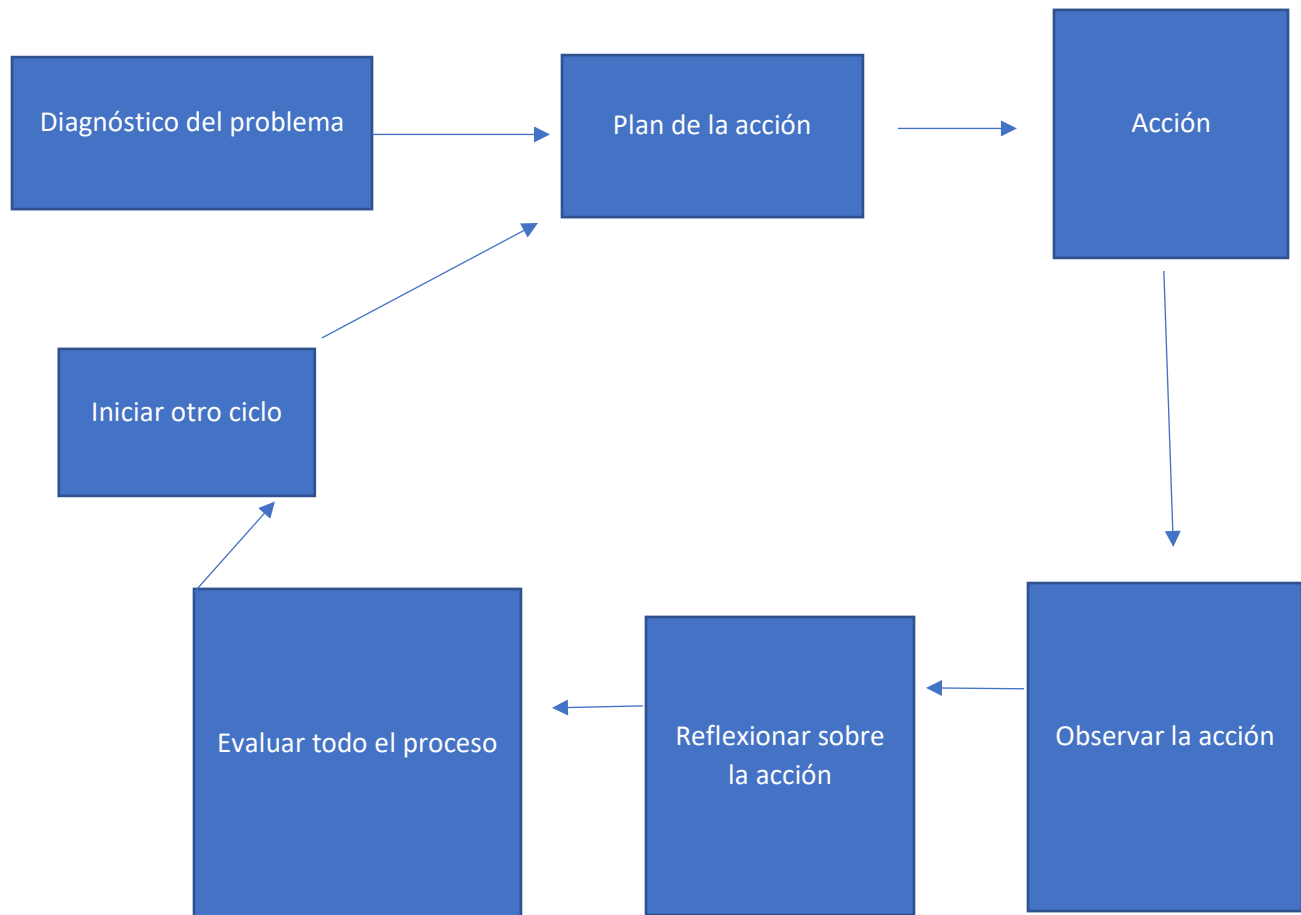 Diagnóstico del problema
Plan de la acción
Acción
Iniciar otro ciclo
Evaluar todo el proceso
Reflexionar sobre
la acción
Observar la acción